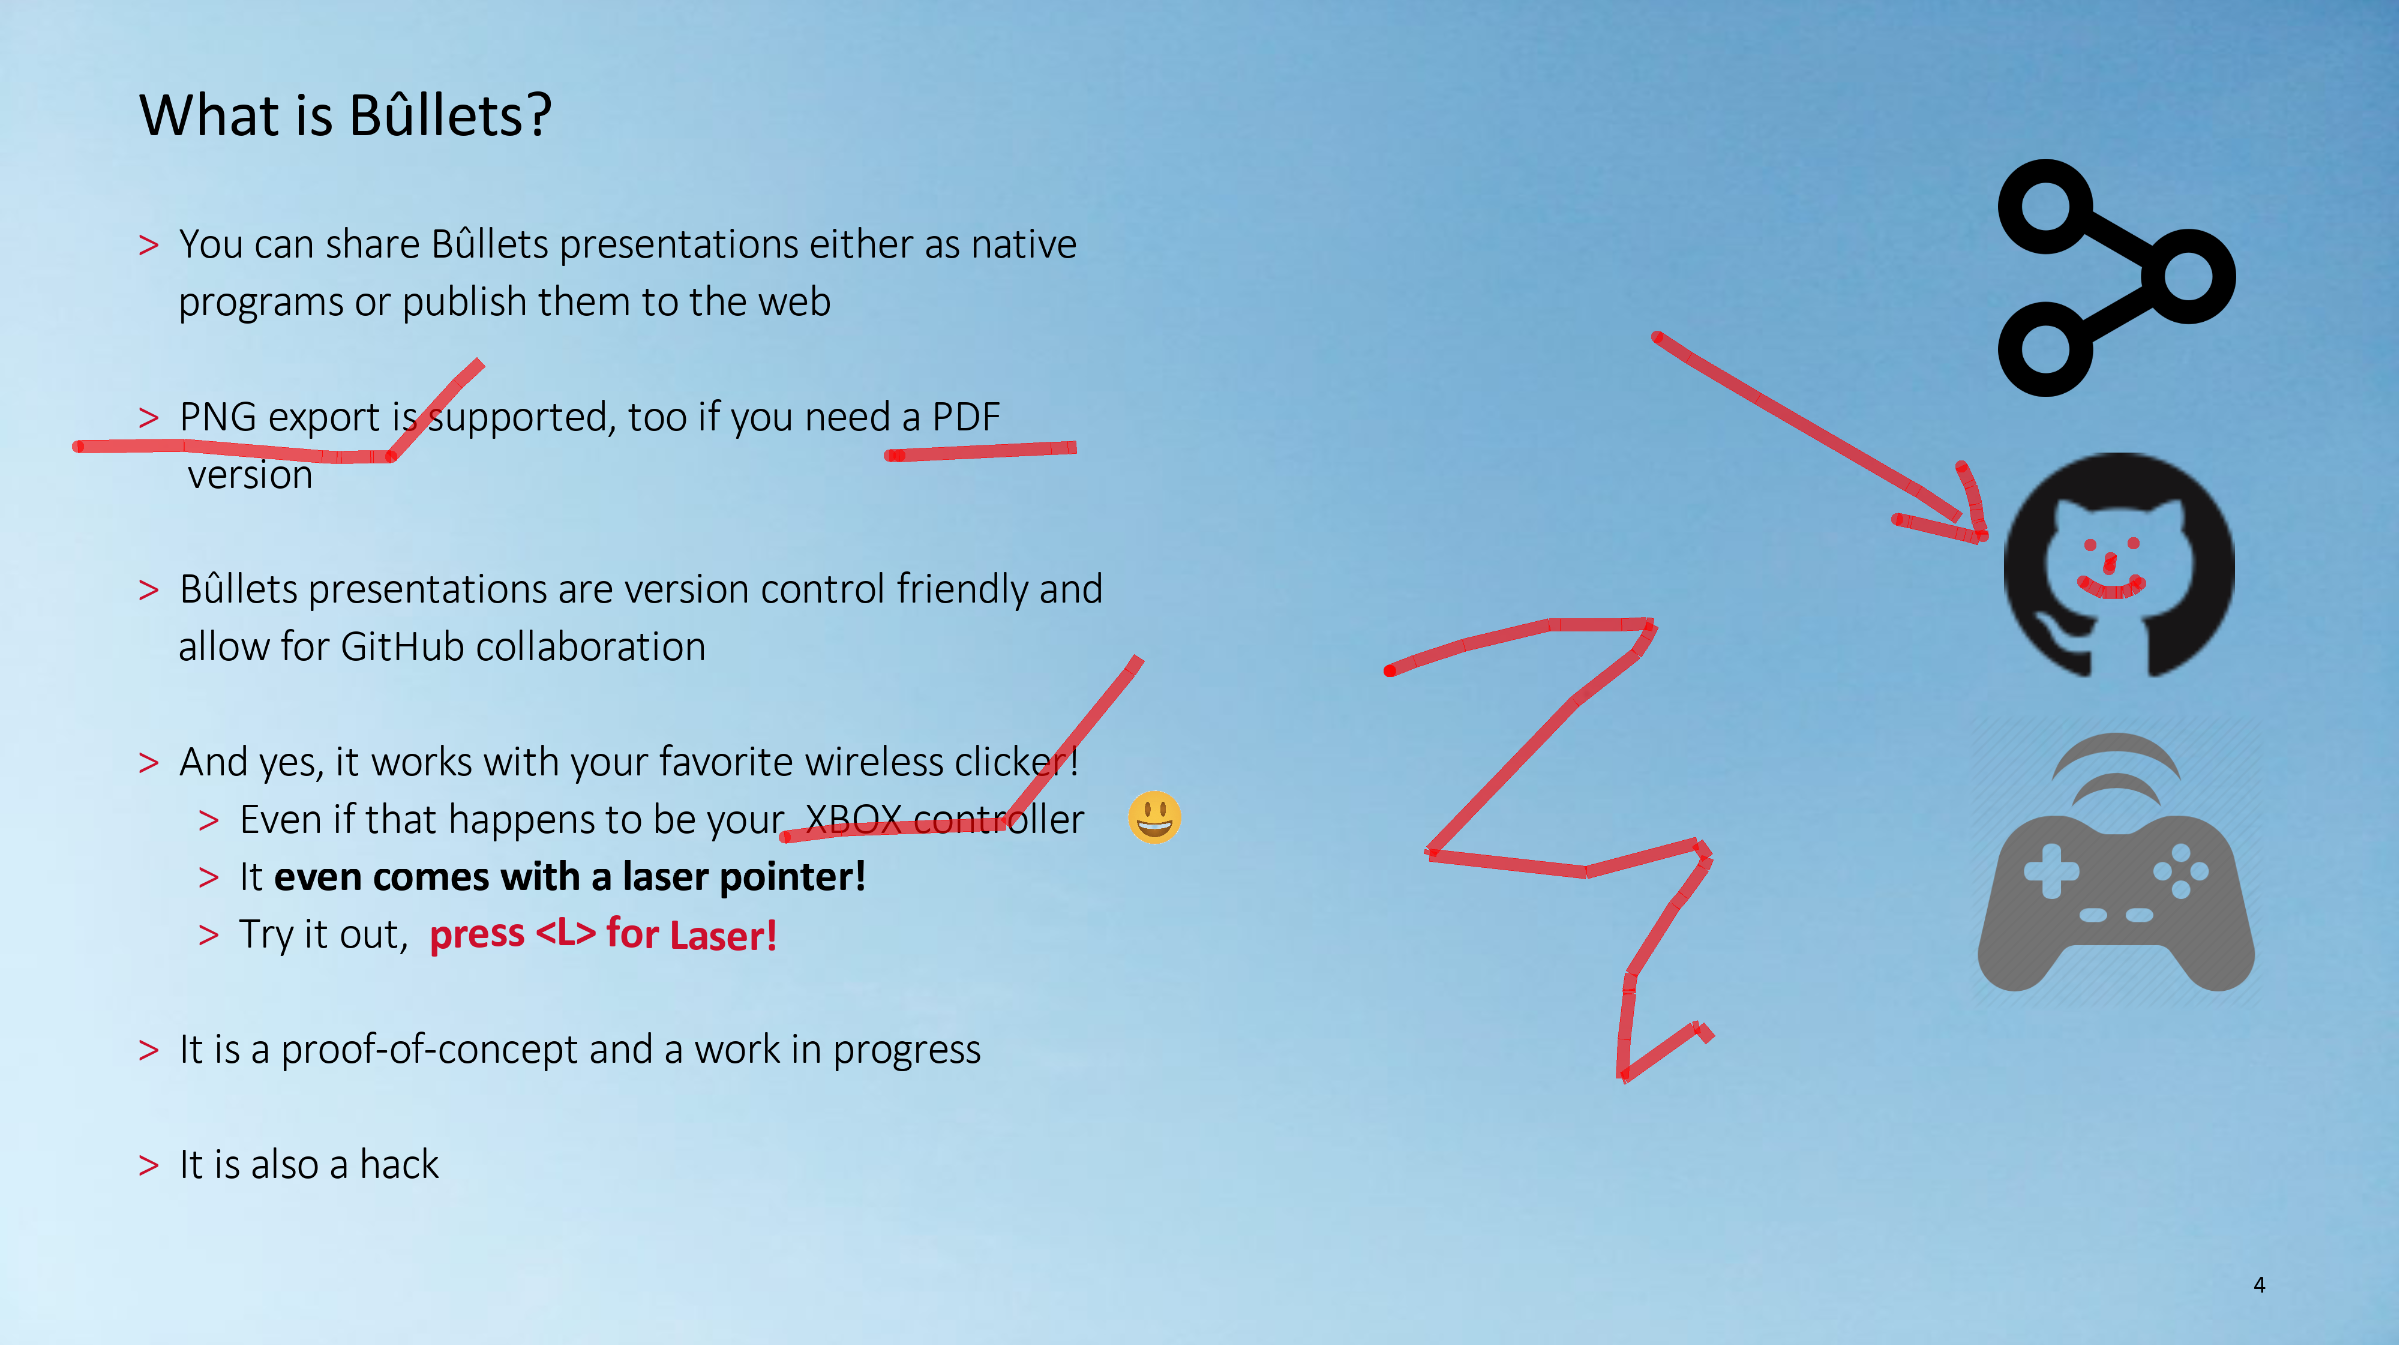 What is Bûllets?
> You can share Bûllets presentations either as native
programs or publish them to the web
> PNG export is supported, too if you need a PDF
version
> Bûllets presentations are version control friendly and
allow for GitHub collaboration
> And yes, it works with your favorite wireless clicker!
> Even if that happens to be your XBOX controller 😃
> It even comes with a laser pointer!
> Try it out, press <L> for Laser!
> It is a proof-of-concept and a work in progress
> It is also a hack
4